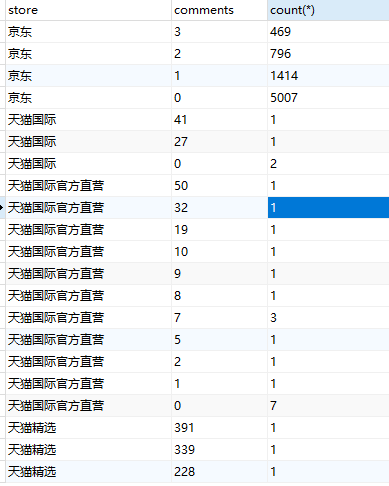 store comments count(*)
京东 3 469
京东 2 796
京东 1 1414
京东 0 5007
天猫国际 41 1
天猫国际 27 1
天猫国际 0 2
天猫国际官方直营 50 1
天猫国际官方直营 32 1
天猫国际官方直营 19 1
天猫国际官方直营 10 1
天猫国际官方直营 9 1
天猫国际官方直营 8 1
天猫国际官方直营 7 3
天猫国际官方直营 5 1
天猫国际官方直营 2 1
天猫国际官方直营 1 1
天猫国际官方直营 0 7
天猫精选 391 1
天猫精选 339 1
天猫精选 228 1